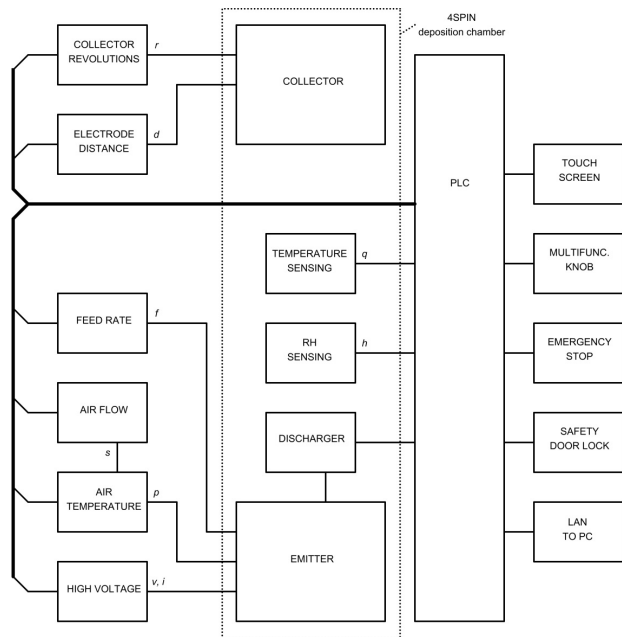 4SPIN
deposition chamber
COLLECTOR
REVOLUTIONS
r
COLLECTOR
ELECTRODE
DISTANCE
d
PLC
TOUCH
SCREEN
TEMPERATURE
SENSING
q
MULTIFUNC.
KNOB
FEED RATE
f
RH
SENSING
h
EMERGENCY
STOP
AIR FLOW
s
DISCHARGER
SAFETY
DOOR LOCK
AIR
TEMPERATURE
p
LAN
TO PC
EMITTER
HIGH VOLTAGE
v, i